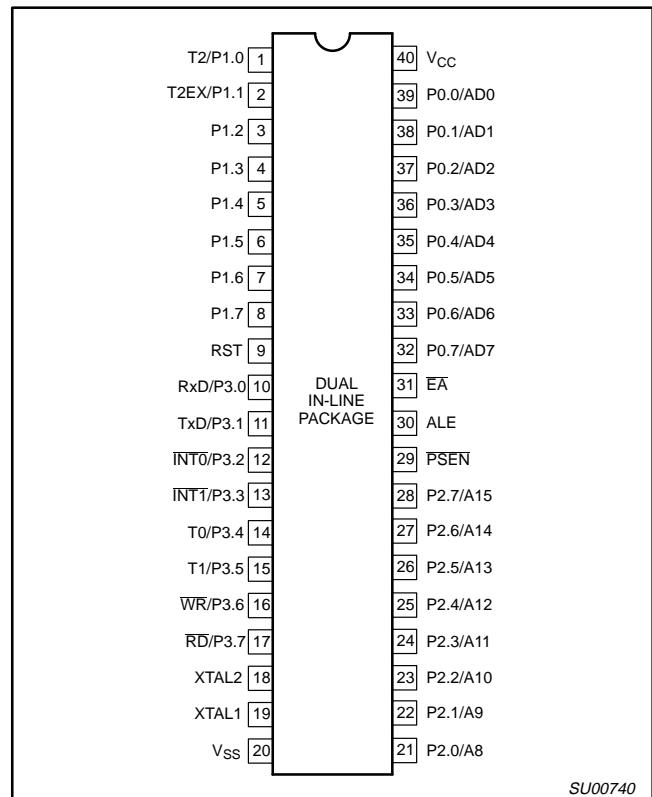 T2/P1.0 1 40 VCC
T2EX/P1.1 2 39 P0.0/AD0
P1.2 3 38 P0.1/AD1
P1.3 4 37 P0.2/AD2
P1.4 5 36 P0.3/AD3
P1.5 6 35 P0.4/AD4
P1.6 7 34 P0.5/AD5
P1.7 8 33 P0.6/AD6
RST 9 32 P0.7/AD7
RxD/P3.0 10 31 E̅A̅
DUAL
IN-LINE
PACKAGE
TxD/P3.1 11 30 ALE
I̅N̅T̅0̅/P3.2 12 29 P̅S̅E̅N̅
I̅N̅T̅1̅/P3.3 13 28 P2.7/A15
T0/P3.4 14 27 P2.6/A14
T1/P3.5 15 26 P2.5/A13
W̅R̅/P3.6 16 25 P2.4/A12
R̅D̅/P3.7 17 24 P2.3/A11
XTAL2 18 23 P2.2/A10
XTAL1 19 22 P2.1/A9
VSS 20 21 P2.0/A8
SU00740